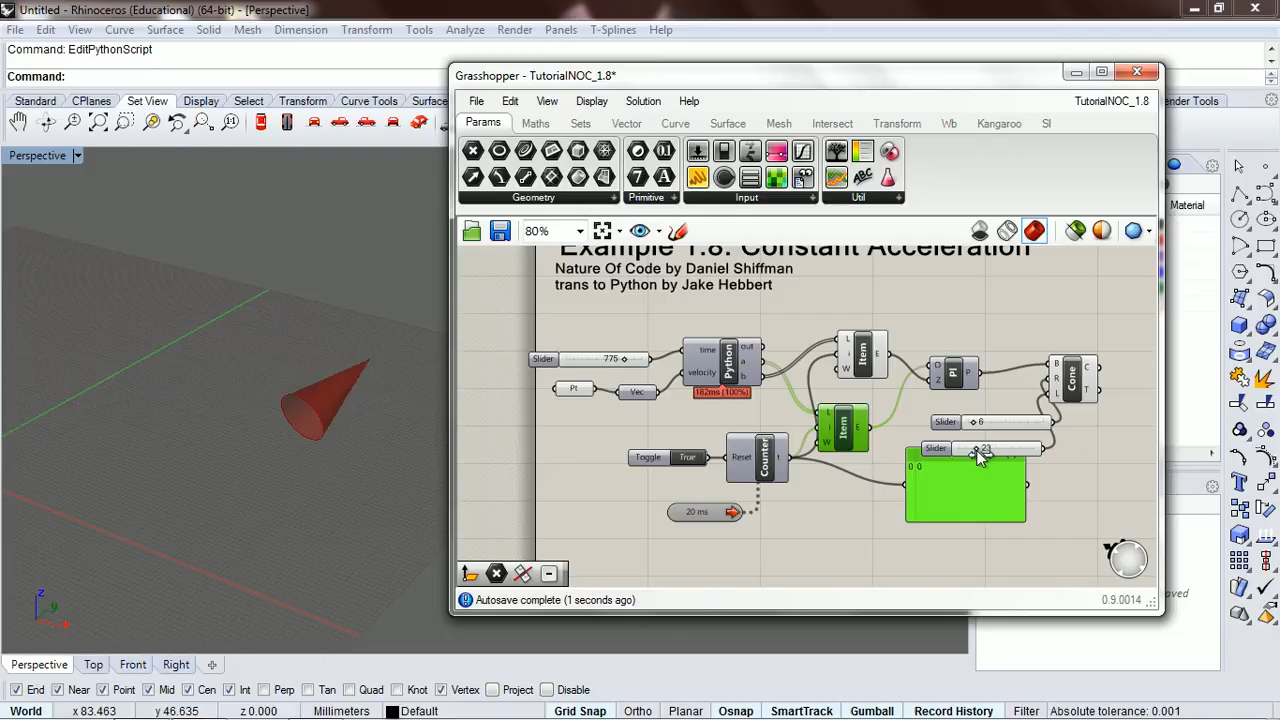 Untitled - Rhinoceros (Educational) (64-bit) - [Perspective]
File Edit View Curve Surface Solid Mesh Dimension Transform Tools Analyze Render Panels T-Splines Help
Command: EditPythonScript
Command:
Standard CPlanes Set View Display Select Transform Curve Tools Surface
Render Tools
Perspective
Material
Grasshopper - TutorialNOC_1.8*
File Edit View Display Solution Help
TutorialNOC_1.8
Params Maths Sets Vector Curve Surface Mesh Intersect Transform Wb Kangaroo SI
Geometry Primitive Input Util
80%
Example 1.8: Constant Acceleration
Nature Of Code by Daniel Shiffman
trans to Python by Jake Hebbert
Slider 775
time velocity Python out a b
182ms (100%)
Pt
Vec
L i W Item E
L i W Item E
O Z Pl P
B R L Cone C T
Slider 6
Slider 23
0 0
Toggle True
Reset Counter t
20 ms
Autosave complete (1 seconds ago)
0.9.0014
z y x
Perspective Top Front Right
End Near Point Mid Cen Int Perp Tan Quad Knot Vertex Project Disable
World x 83.463 y 46.635 z 0.000 Millimeters Default Grid Snap Ortho Planar Osnap SmartTrack Gumball Record History Filter Absolute tolerance: 0.001